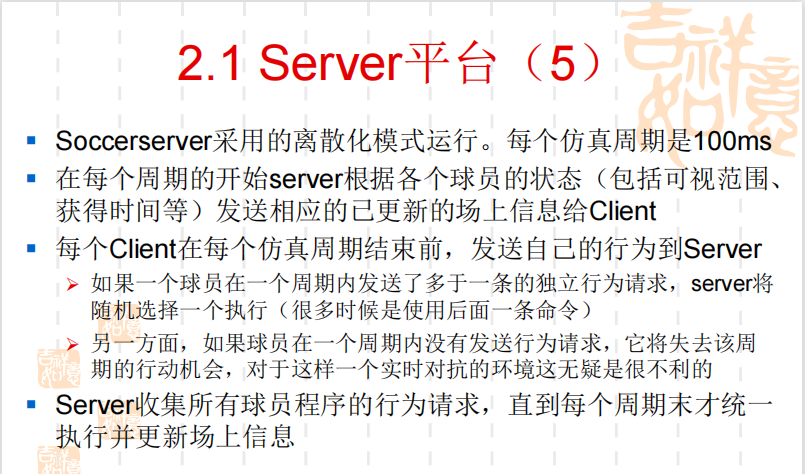 2.1 Server平台（5）
Soccerserver采用的离散化模式运行。每个仿真周期是100ms
在每个周期的开始server根据各个球员的状态（包括可视范围、
获得时间等）发送相应的已更新的场上信息给Client
每个Client在每个仿真周期结束前，发送自己的行为到Server
如果一个球员在一个周期内发送了多于一条的独立行为请求，server将
随机选择一个执行（很多时候是使用后面一条命令）
另一方面，如果球员在一个周期内没有发送行为请求，它将失去该周
期的行动机会，对于这样一个实时对抗的环境这无疑是很不利的
Server收集所有球员程序的行为请求，直到每个周期末才统一
执行并更新场上信息
吉祥
如意